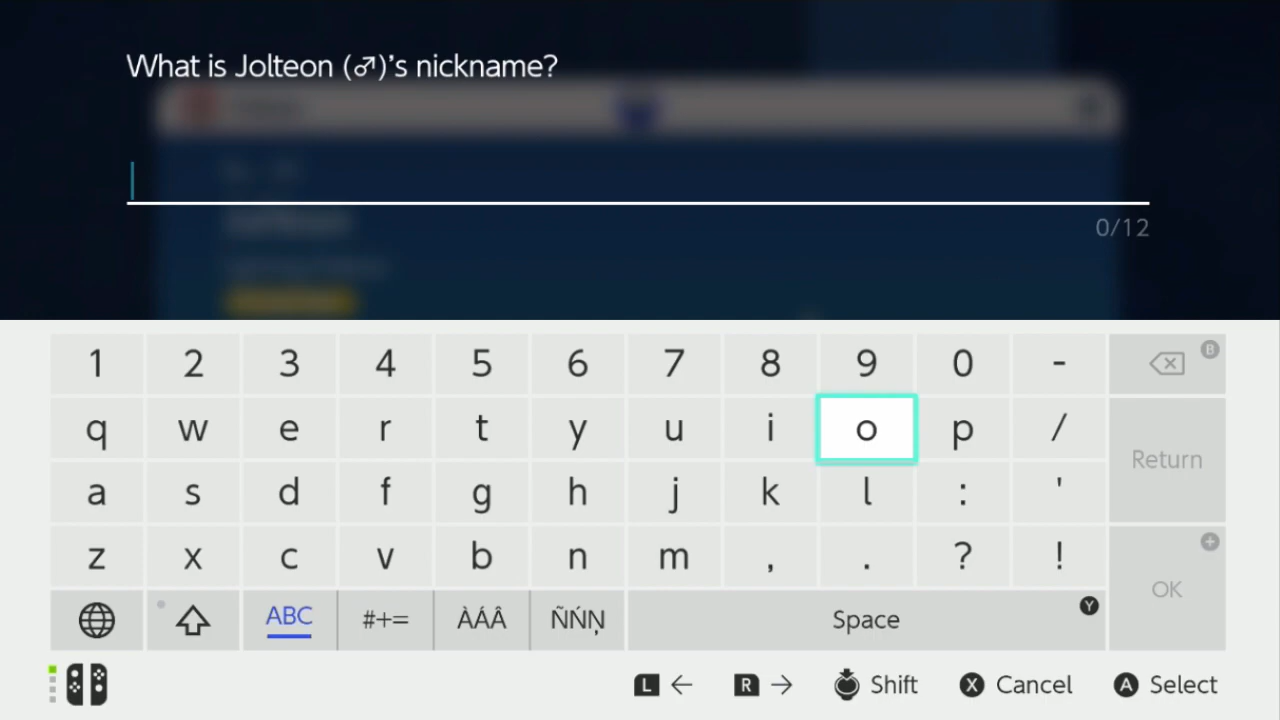 What is Jolteon (♂)'s nickname?
0/12
1 2 3 4 5 6 7 8 9 0 - B
q w e r t y u i o p /
Return
a s d f g h j k l : '
z x c v b n m , . ? ! +
OK
ABC #+= ÀÁÂ ÑŃŅ Space Y
L ← R → Shift X Cancel A Select